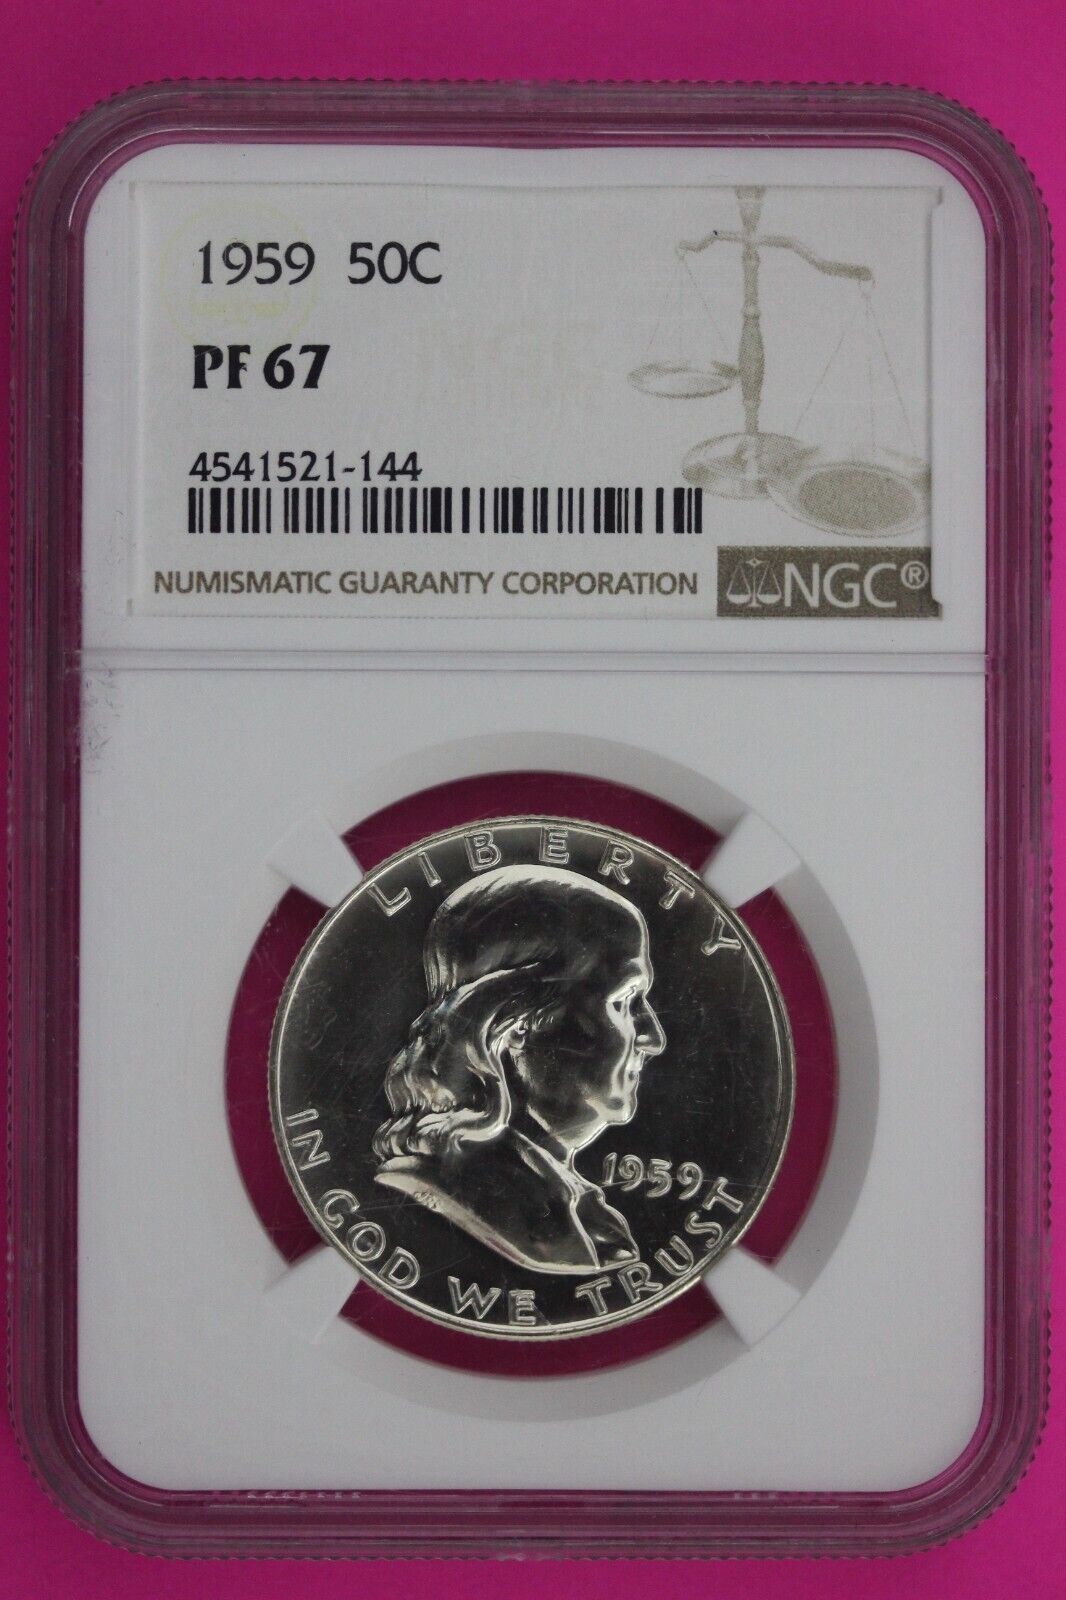 1959 50C
PF 67
4541521-144
NUMISMATIC GUARANTY CORPORATION
NGC®
LIBERTY
1959
IN GOD WE TRUST